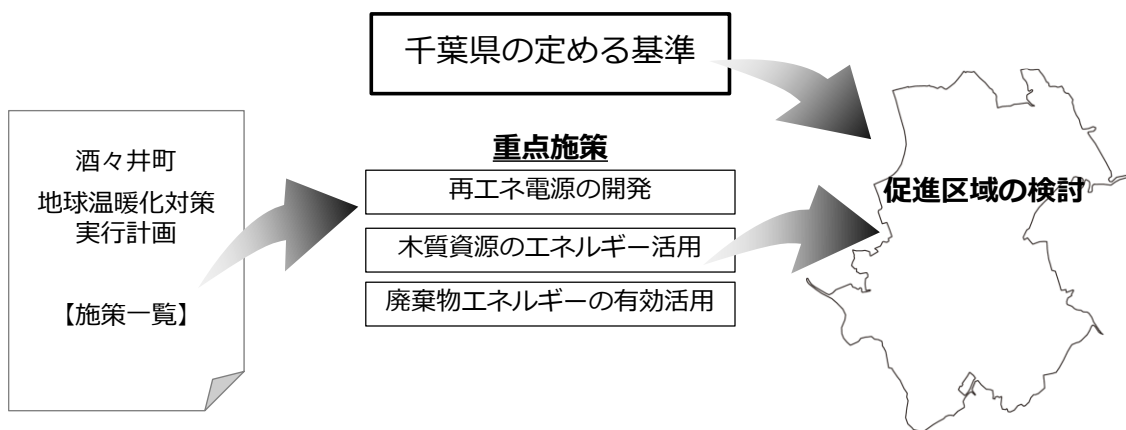 千葉県の定める基準
酒々井町
地球温暖化対策
実行計画
【施策一覧】
重点施策
再エネ電源の開発
木質資源のエネルギー活用
廃棄物エネルギーの有効活用
促進区域の検討